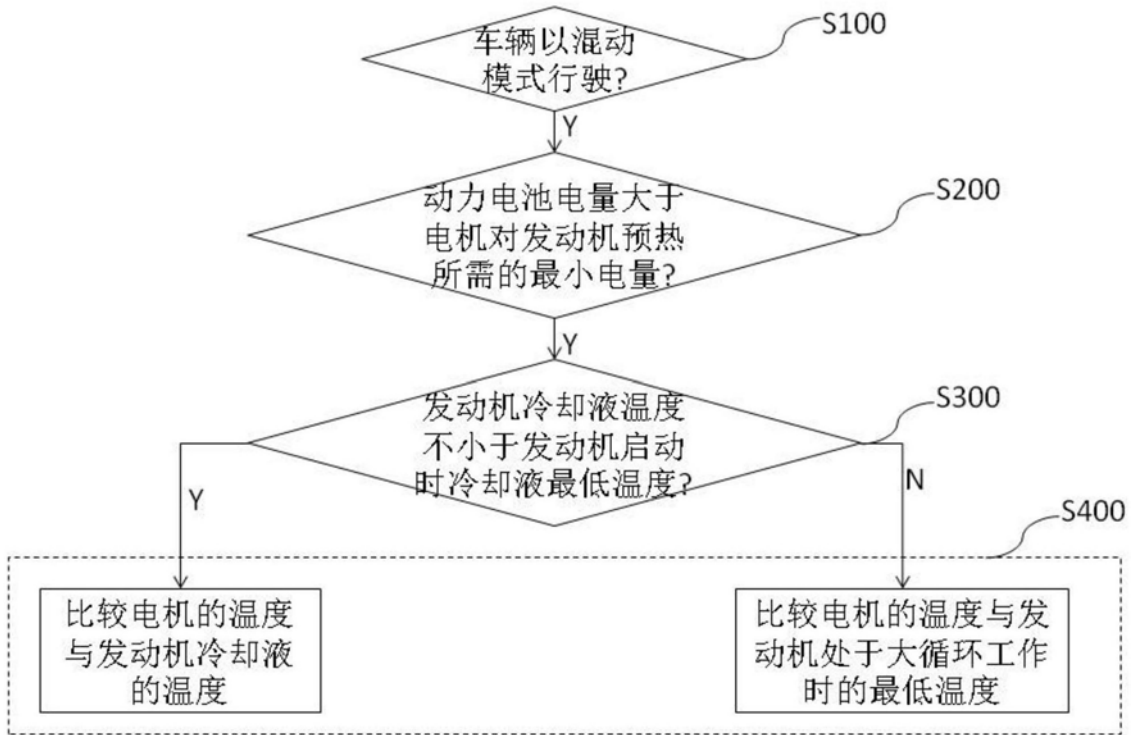 车辆以混动
模式行驶?
S100
Y
动力电池电量大于
电机对发动机预热
所需的最小电量?
S200
Y
发动机冷却液温度
不小于发动机启动
时冷却液最低温度?
S300
Y
N
S400
比较电机的温度
与发动机冷却液
的温度
比较电机的温度与发
动机处于大循环工作
时的最低温度